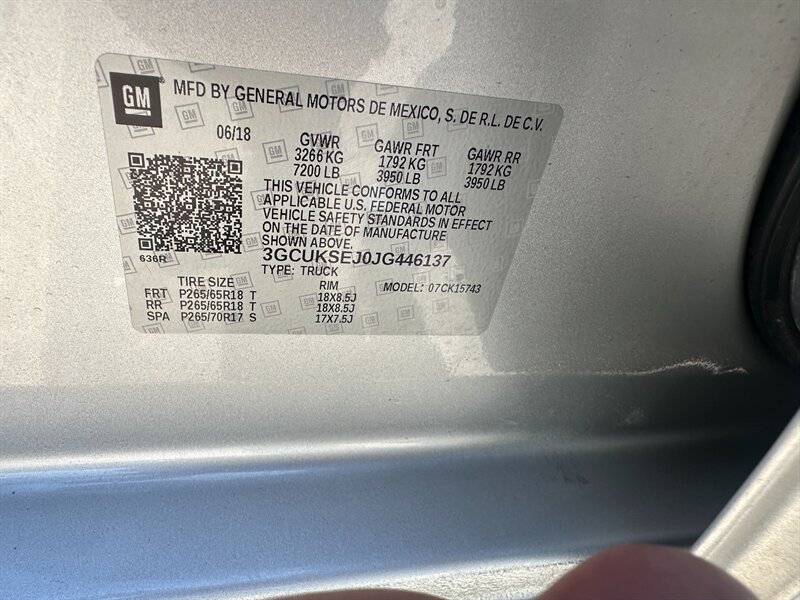 GM
MFD BY GENERAL MOTORS DE MEXICO, S. DE R.L. DE C.V.
06/18 GVWR GAWR FRT GAWR RR
3266 KG 1792 KG 1792 KG
7200 LB 3950 LB 3950 LB
THIS VEHICLE CONFORMS TO ALL
APPLICABLE U.S. FEDERAL MOTOR
VEHICLE SAFETY STANDARDS IN EFFECT
ON THE DATE OF MANUFACTURE
SHOWN ABOVE.
636R 3GCUKSEJ0JG446137
TYPE: TRUCK
TIRE SIZE RIM MODEL: 07CK15743
FRT P265/65R18 T 18X8.5J
RR P265/65R18 T 18X8.5J
SPA P265/70R17 S 17X7.5J